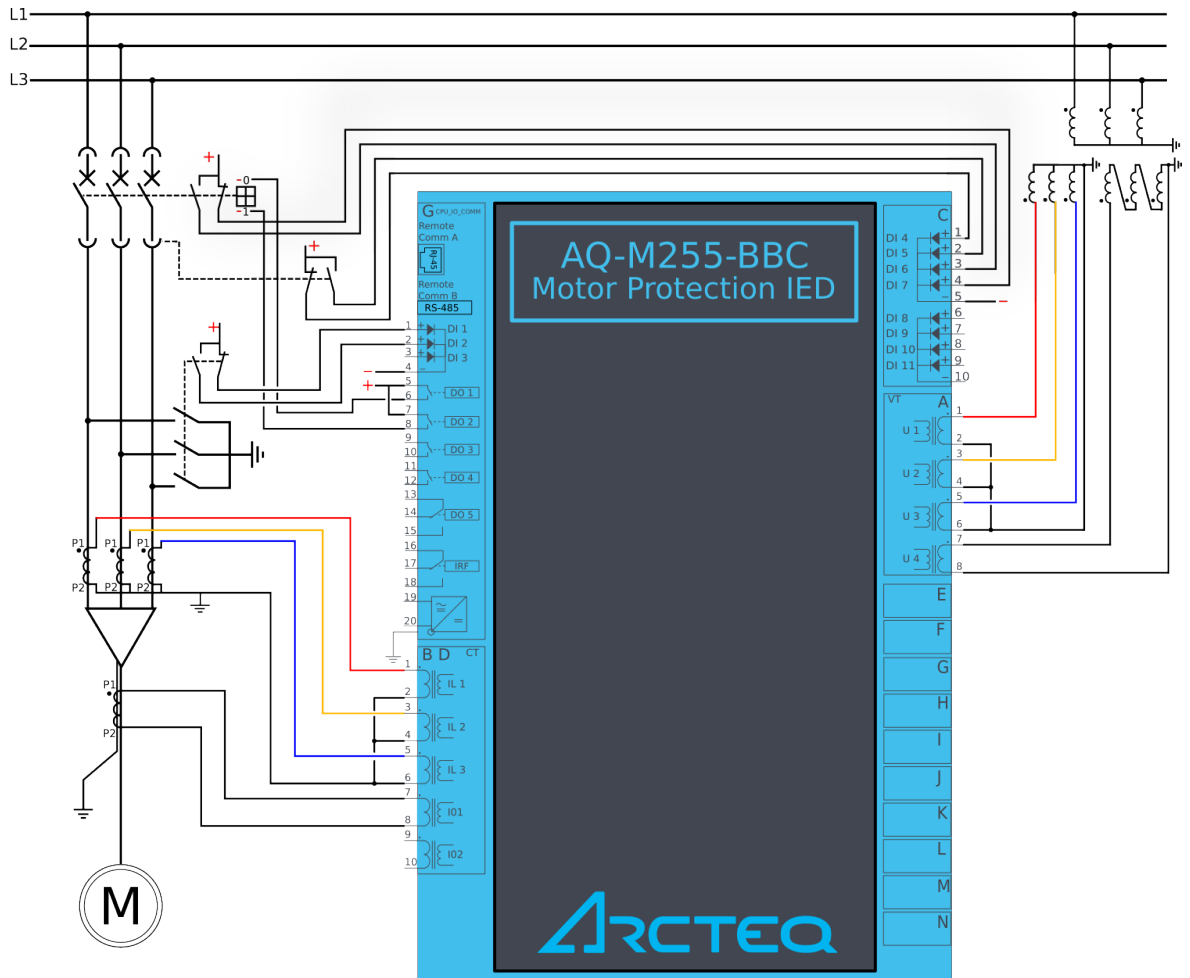 L1
L2
L3
+
-0
-1
+
+
G CPU_IO_COMM
Remote
Comm A
RJ-45
Remote
Comm B
RS-485
1 + DI 1
2 + DI 2
3 + DI 3
– 4 –
+ 5
6 DO 1
7
8 DO 2
9
10 DO 3
11
12 DO 4
13
14 DO 5
15
16
17 IRF
18
19
20
B D CT
1
2 IL 1
3
4 IL 2
5
6 IL 3
7
8 I01
9
10 I02
P1 P1 P1
P2 P2 P2
P1
P2
M
AQ-M255-BBC
Motor Protection IED
ARCTEQ
C
DI 4 + 1
DI 5 + 2
DI 6 + 3
DI 7 + 4
– 5 –
DI 8 + 6
DI 9 + 7
DI 10 + 8
DI 11 + 9
– 10
VT A
1
U 1
2
3
U 2
4
5
U 3
6
7
U 4
8
E
F
G
H
I
J
K
L
M
N